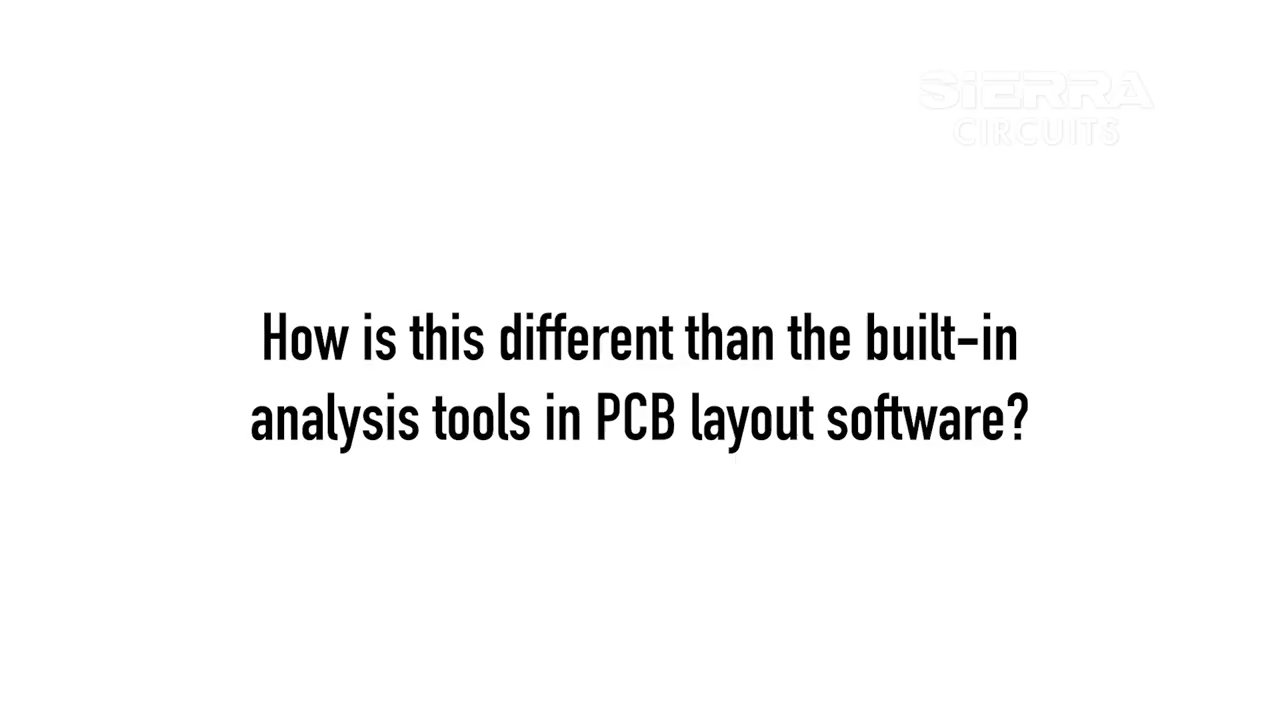 SIERRA
CIRCUITS
How is this different than the built-in
analysis tools in PCB layout software?